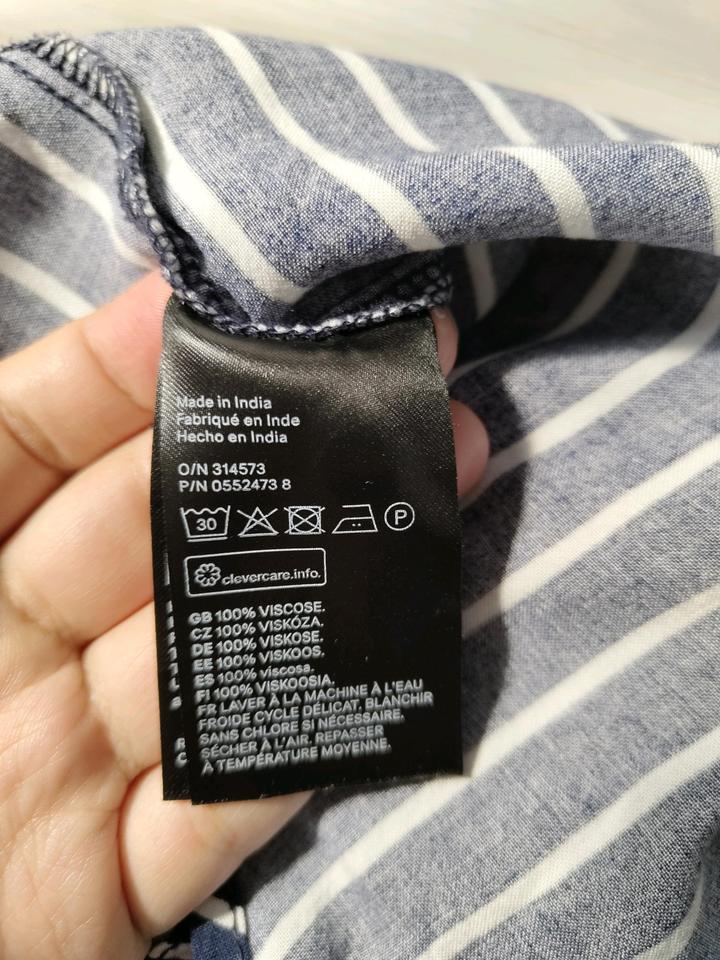 Made in India
Fabriqué en Inde
Hecho en India
O/N 314573
P/N 0552473 8
30
P
clevercare.info.
GB 100% VISCOSE.
CZ 100% VISKÓZA.
DE 100% VISKOSE.
EE 100% VISKOOS.
ES 100% viscosa.
FI 100% VISKOOSIA.
FR LAVER À LA MACHINE À L'EAU
FROIDE CYCLE DÉLICAT, BLANCHIR
SANS CHLORE SI NÉCESSAIRE,
SÉCHER À L'AIR, REPASSER
À TEMPÉRATURE MOYENNE.